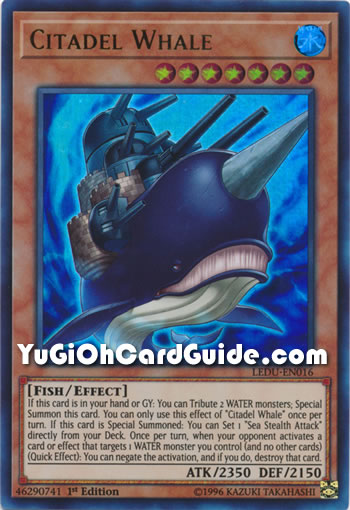 CITADEL WHALE
水
YuGiOhCardGuide.com
LEDU-EN016
[FISH/EFFECT]
If this card is in your hand or GY: You can Tribute 2 WATER monsters; Special
Summon this card. You can only use this effect of "Citadel Whale" once per
turn. If this card is Special Summoned: You can Set 1 "Sea Stealth Attack"
directly from your Deck. Once per turn, when your opponent activates a
card or effect that targets 1 WATER monster you control (and no other cards)
(Quick Effect): You can negate the activation, and if you do, destroy that card.
ATK/2350 DEF/2150
46290741 1st Edition ©1996 KAZUKI TAKAHASHI